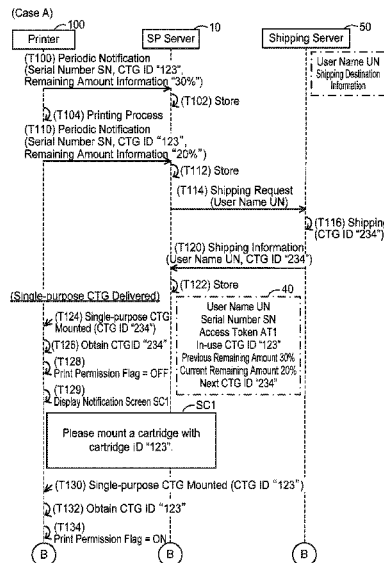 (Case A)
100
10
50
Printer
SP Server
Shipping Server
(T100) Periodic Notification
(Serial Number SN, CTG ID "123",
Remaining Amount Information "30%")
User Name UN
Shipping Destination
Information
(T102) Store
(T104) Printing Process
(T110) Periodic Notification
(Serial Number SN, CTG ID "123",
Remaining Amount Information "20%")
(T112) Store
(T114) Shipping Request
(User Name UN)
(T116) Shipping
(CTG ID "234")
(T120) Shipping Information
(User Name UN, CTG ID "234")
(T122) Store
40
(Single-purpose CTG Delivered)
User Name UN
Serial Number SN
Access Token AT1
In-use CTG ID "123"
Previous Remaining Amount 30%
Current Remaining Amount 20%
Next CTG ID "234"
(T124) Single-purpose CTG
Mounted (CTG ID "234")
(T126) Obtain CTG ID "234"
(T128)
Print Permission Flag = OFF
(T129)
Display Notification Screen SC1
SC1
Please mount a cartridge with
cartridge ID "123".
(T130) Single-purpose CTG Mounted (CTG ID "123")
(T132) Obtain CTG ID "123"
(T134)
Print Permission Flag = ON
B
B
B